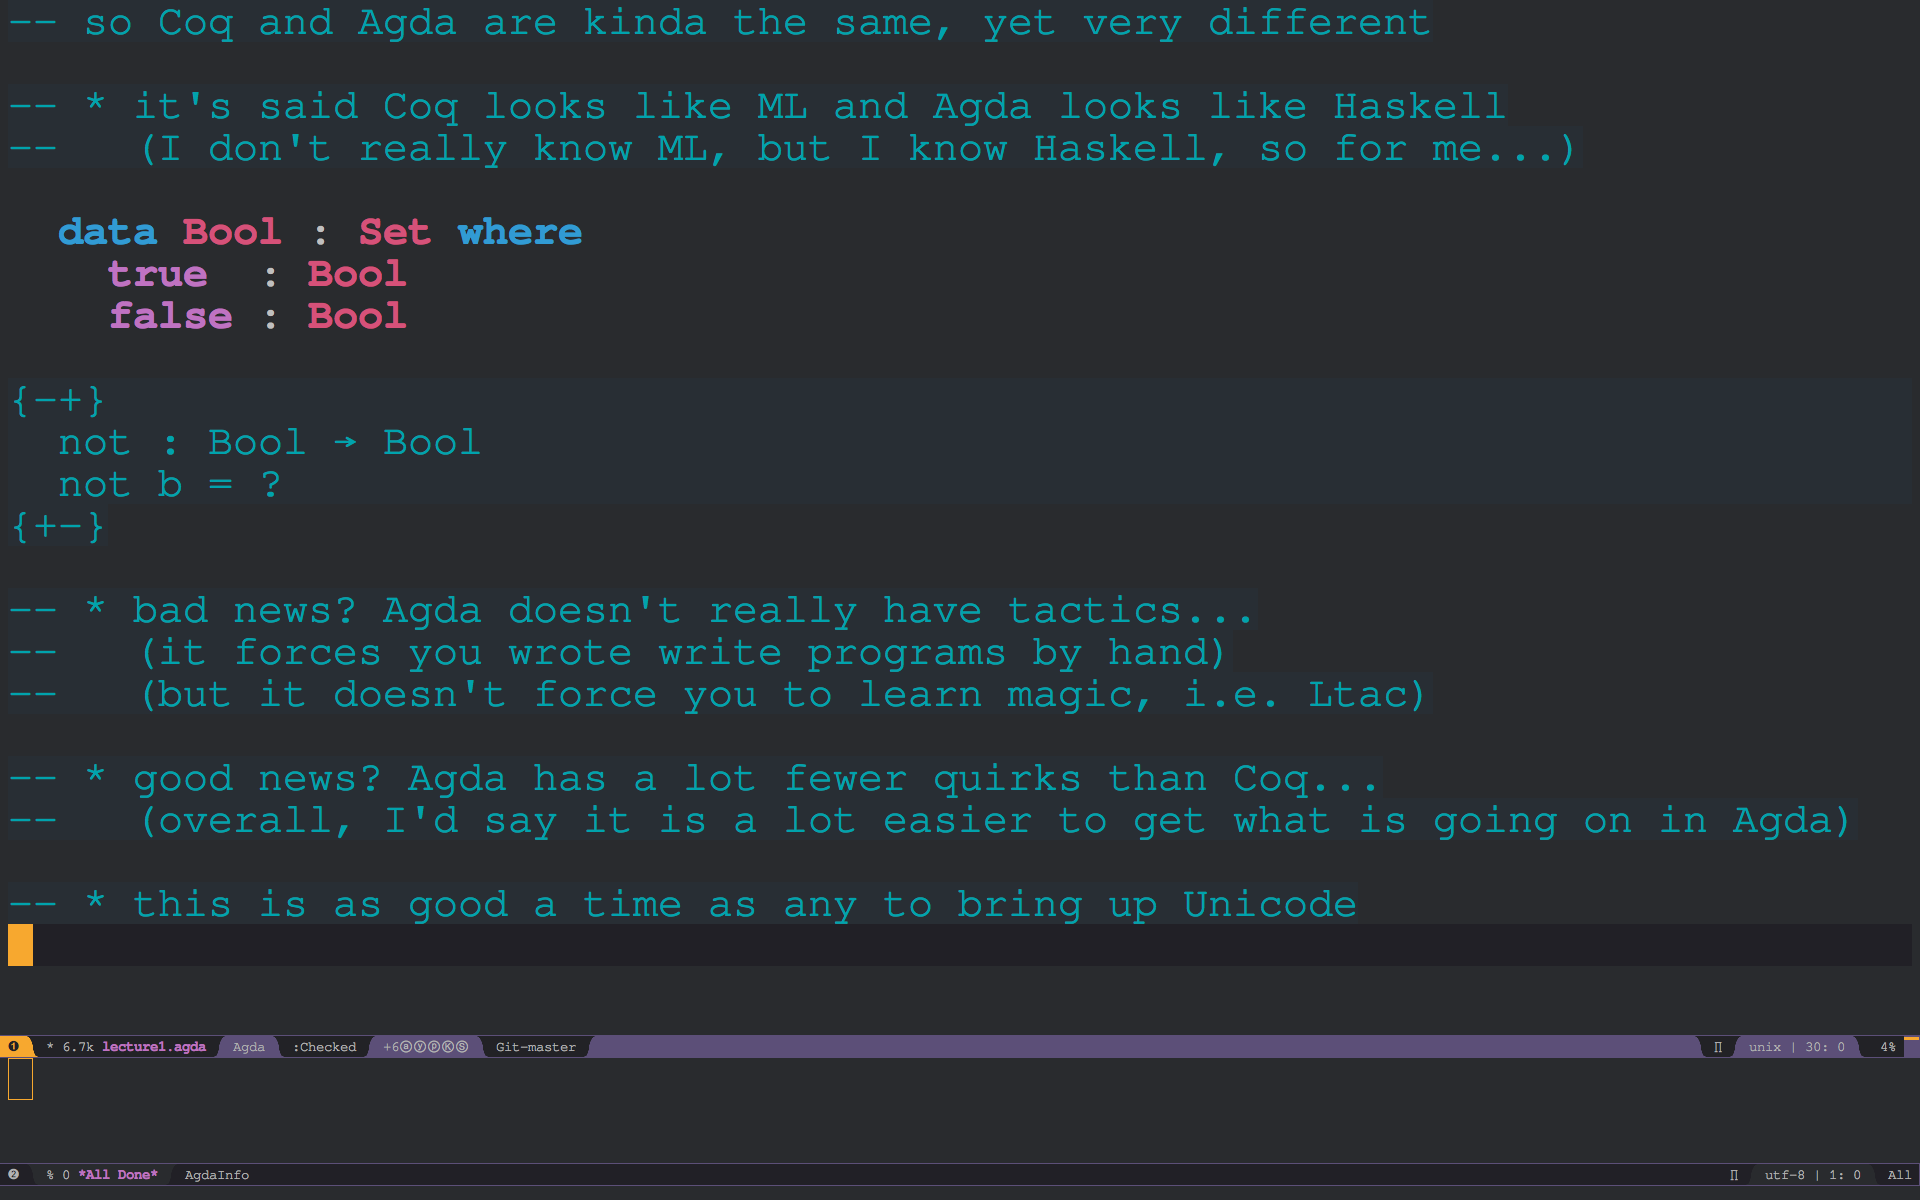 -- so Coq and Agda are kinda the same, yet very different
-- * it's said Coq looks like ML and Agda looks like Haskell
--   (I don't really know ML, but I know Haskell, so for me...)
data Bool : Set where
true  : Bool
false : Bool
{-+}
not : Bool → Bool
not b = ?
{+-}
-- * bad news? Agda doesn't really have tactics...
--   (it forces you wrote write programs by hand)
--   (but it doesn't force you to learn magic, i.e. Ltac)
-- * good news? Agda has a lot fewer quirks than Coq...
--   (overall, I'd say it is a lot easier to get what is going on in Agda)
-- * this is as good a time as any to bring up Unicode
❶ * 6.7k lecture1.agda Agda :Checked +6ⓐⓨⓟⓀⓈ Git-master ∏ unix | 30: 0 4%
❷ % 0 *All Done* AgdaInfo ∏ utf-8 | 1: 0 All